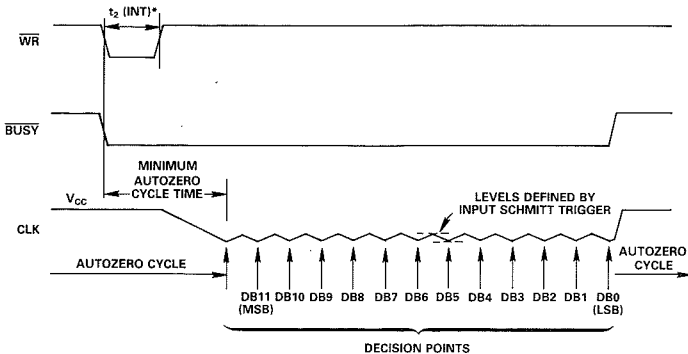 t₂ (INT)*
WR
BUSY
MINIMUM
AUTOZERO
CYCLE TIME
VCC
LEVELS DEFINED BY
INPUT SCHMITT TRIGGER
CLK
AUTOZERO CYCLE
AUTOZERO
CYCLE
DB11 DB10 DB9 DB8 DB7 DB6 DB5 DB4 DB3 DB2 DB1 DB0
(MSB) (LSB)
DECISION POINTS